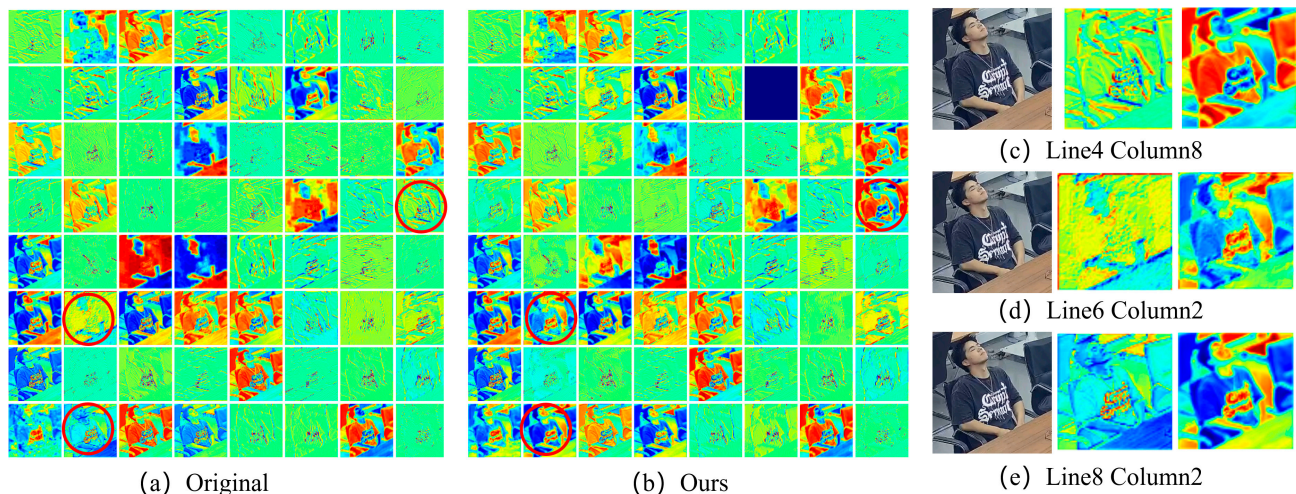 (a) Original
(b) Ours
(c) Line4 Column8
(d) Line6 Column2
(e) Line8 Column2